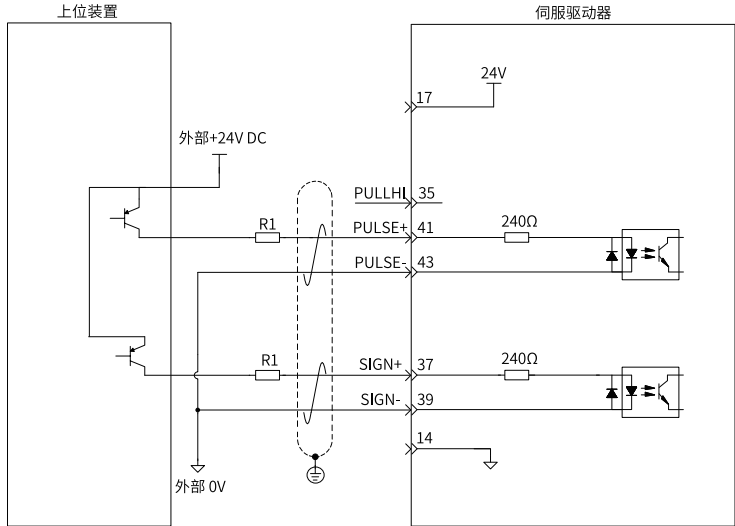 上位装置
伺服驱动器
24V
17
外部+24V DC
PULLHI 35
R1 PULSE+ 41 240Ω
PULSE- 43
R1 SIGN+ 37 240Ω
SIGN- 39
14
外部 0V